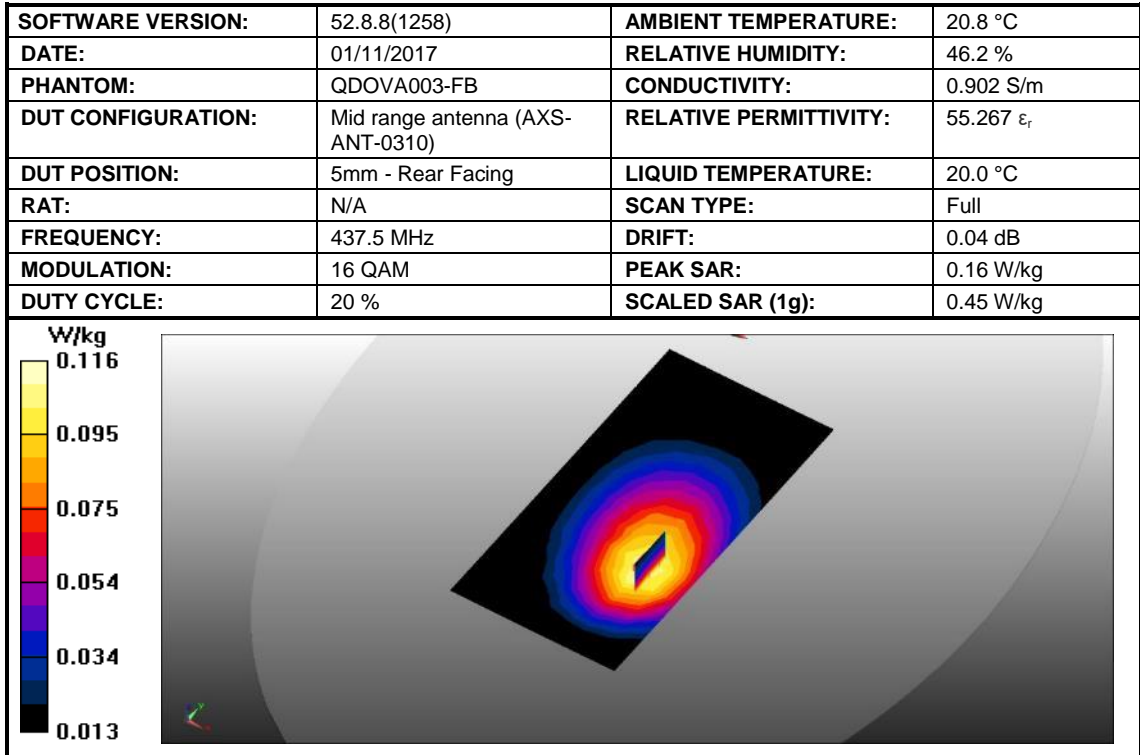 SOFTWARE VERSION: 52.8.8(1258) AMBIENT TEMPERATURE: 20.8 °C
DATE: 01/11/2017 RELATIVE HUMIDITY: 46.2 %
PHANTOM: QDOVA003-FB CONDUCTIVITY: 0.902 S/m
DUT CONFIGURATION: Mid range antenna (AXS- RELATIVE PERMITTIVITY: 55.267 εr
ANT-0310)
DUT POSITION: 5mm - Rear Facing LIQUID TEMPERATURE: 20.0 °C
RAT: N/A SCAN TYPE: Full
FREQUENCY: 437.5 MHz DRIFT: 0.04 dB
MODULATION: 16 QAM PEAK SAR: 0.16 W/kg
DUTY CYCLE: 20 % SCALED SAR (1g): 0.45 W/kg
W/kg
0.116
0.095
0.075
0.054
0.034
0.013